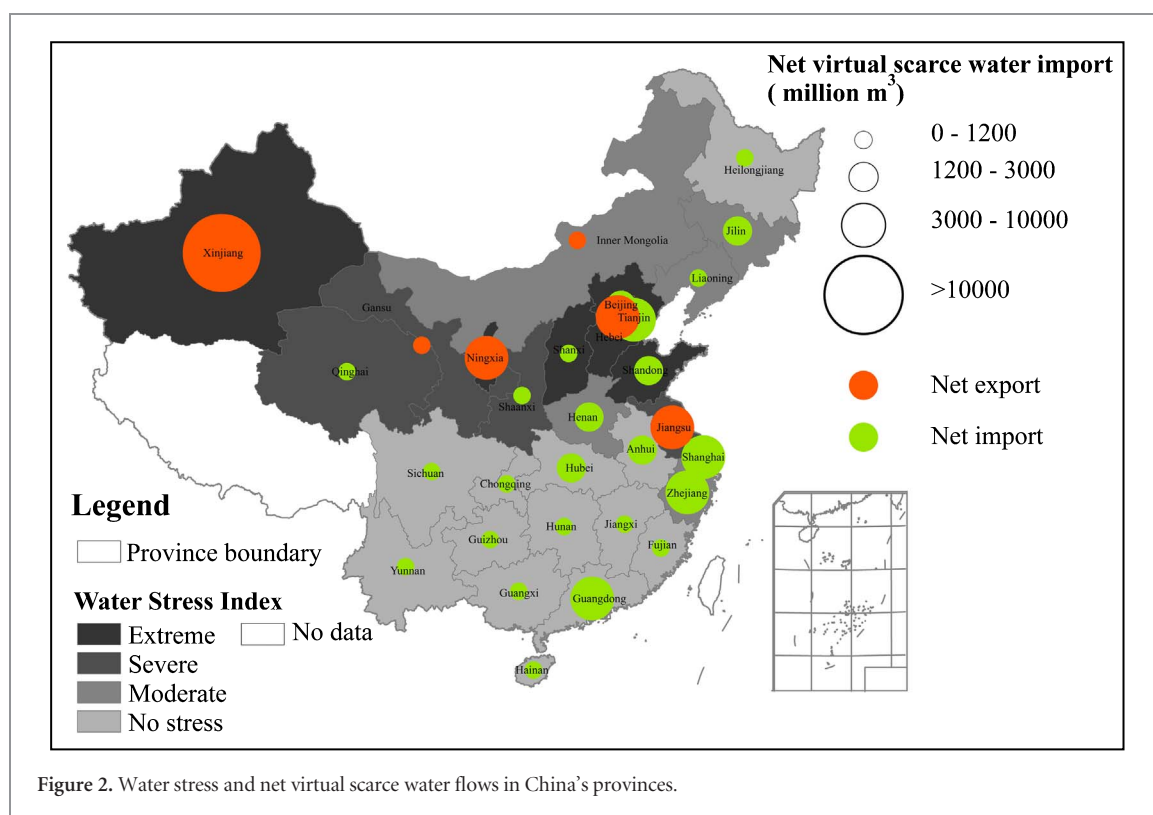 Net virtual scarce water import
( million m³)
0 - 1200
1200 - 3000
3000 - 10000
>10000
Net export
Net import
Heilongjiang
Jilin
Inner Mongolia
Liaoning
Xinjiang
Gansu
Beijing
Tianjin
Hebei
Ningxia
Shanxi
Qinghai
Shandong
Shaanxi
Henan
Jiangsu
Anhui
Shanghai
Hubei
Sichuan
Chongqing
Zhejiang
Hunan
Jiangxi
Guizhou
Fujian
Yunnan
Guangxi
Guangdong
Hainan
Legend
Province boundary
Water Stress Index
Extreme
No data
Severe
Moderate
No stress
Figure 2. Water stress and net virtual scarce water flows in China's provinces.